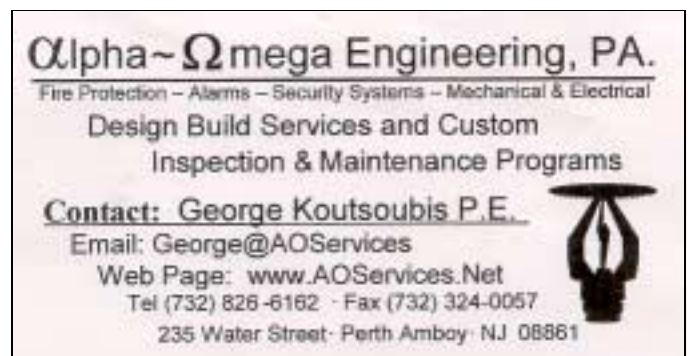 αlpha~Ωmega Engineering, PA.
Fire Protection – Alarms – Security Systems – Mechanical & Electrical
Design Build Services and Custom
Inspection & Maintenance Programs
Contact: George Koutsoubis P.E.
Email: George@AOServices
Web Page: www.AOServices.Net
Tel (732) 826-6162 · Fax (732) 324-0057
235 Water Street· Perth Amboy· NJ 08861